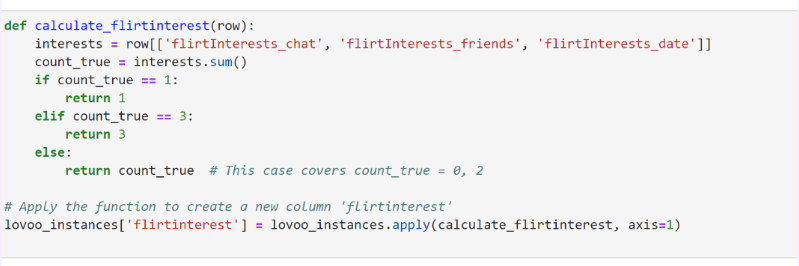 def calculate_flirtinterest(row):
    interests = row[['flirtInterests_chat', 'flirtInterests_friends', 'flirtInterests_date']]
    count_true = interests.sum()
    if count_true == 1:
        return 1
    elif count_true == 3:
        return 3
    else:
        return count_true  # This case covers count_true = 0, 2

# Apply the function to create a new column 'flirtinterest'
lovoo_instances['flirtinterest'] = lovoo_instances.apply(calculate_flirtinterest, axis=1)